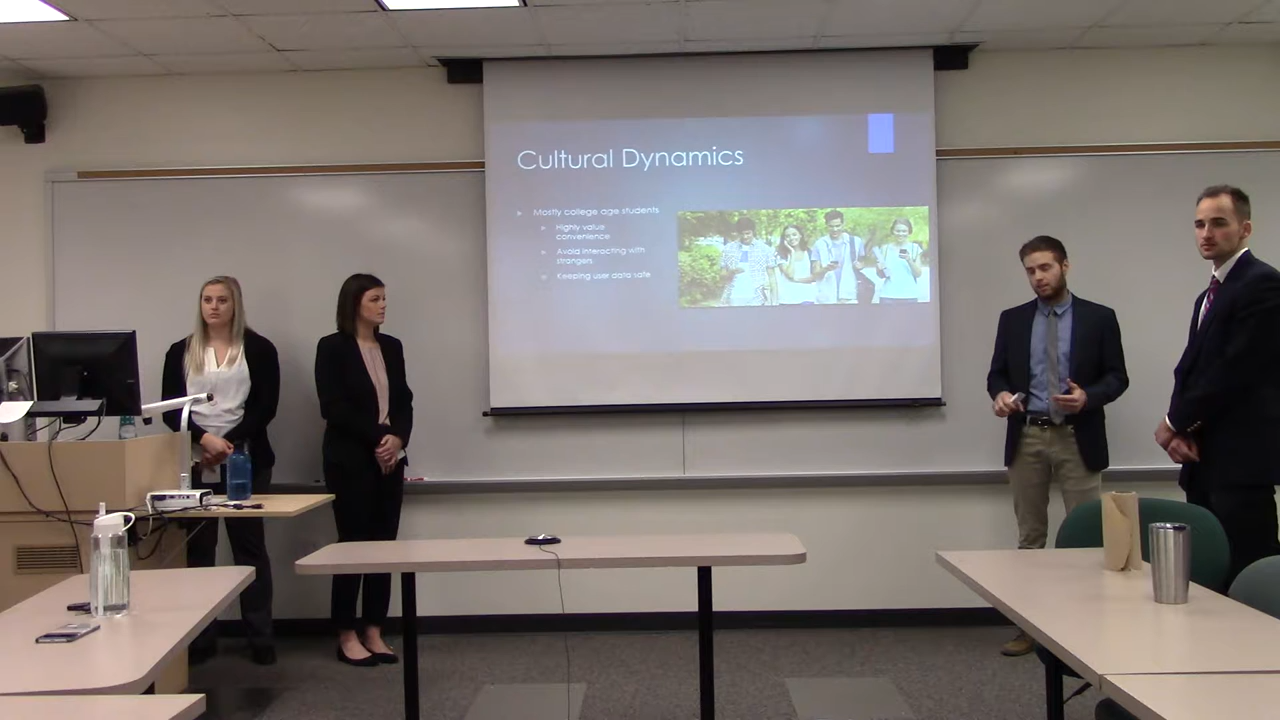 Cultural Dynamics
Mostly college age students
Highly value
convenience
Avoid interacting with
strangers
Keeping user data safe